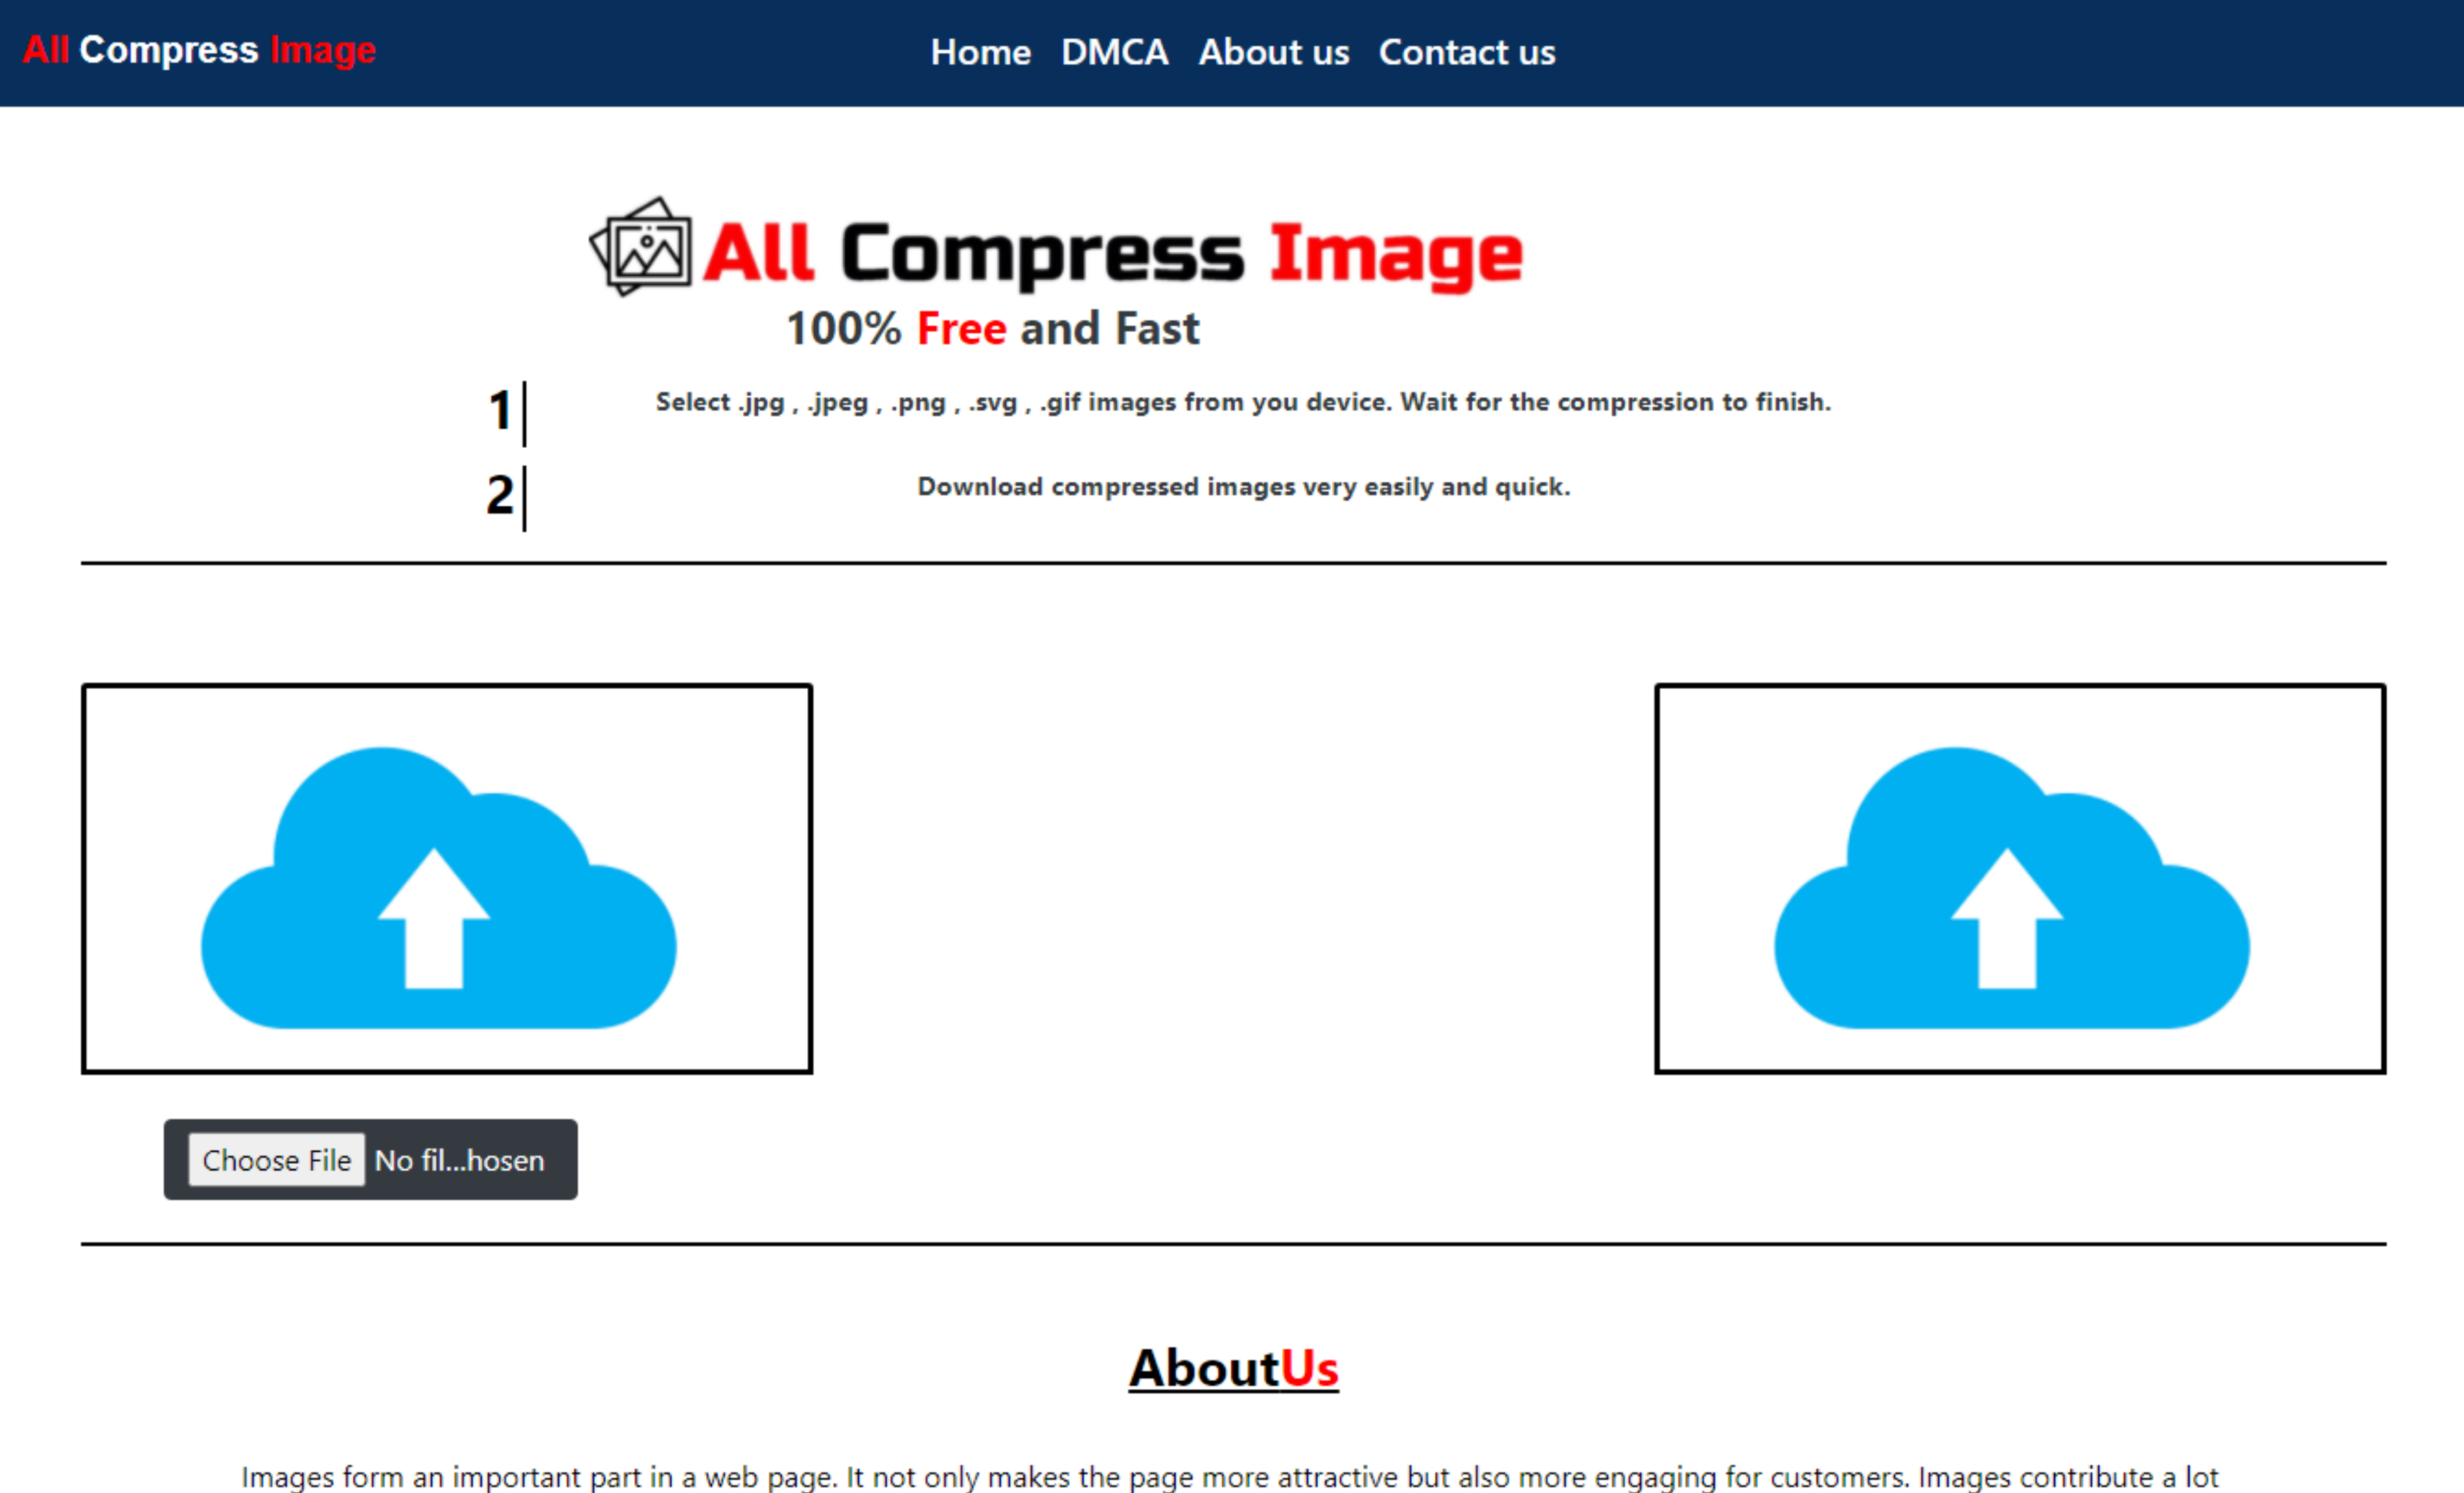 All Compress Image
Home DMCA About us Contact us
All Compress Image
100% Free and Fast
1 Select .jpg , .jpeg , .png , .svg , .gif images from you device. Wait for the compression to finish.
2 Download compressed images very easily and quick.
Choose File No fil...hosen
AboutUs
Images form an important part in a web page. It not only makes the page more attractive but also more engaging for customers. Images contribute a lot